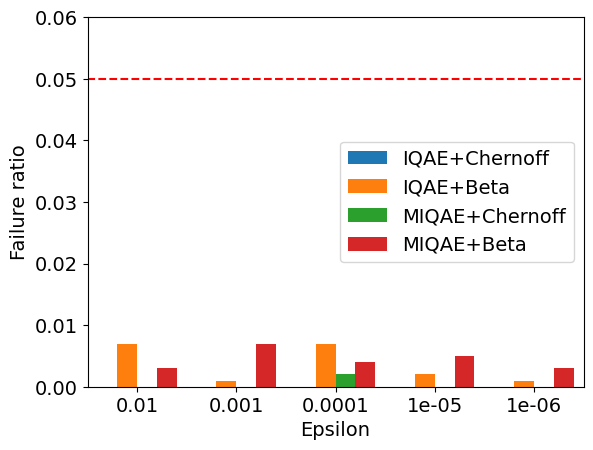 0.06
0.05
0.04
0.03
0.02
0.01
0.00
Failure ratio
IQAE+Chernoff
IQAE+Beta
MIQAE+Chernoff
MIQAE+Beta
0.01 0.001 0.0001 1e-05 1e-06
Epsilon